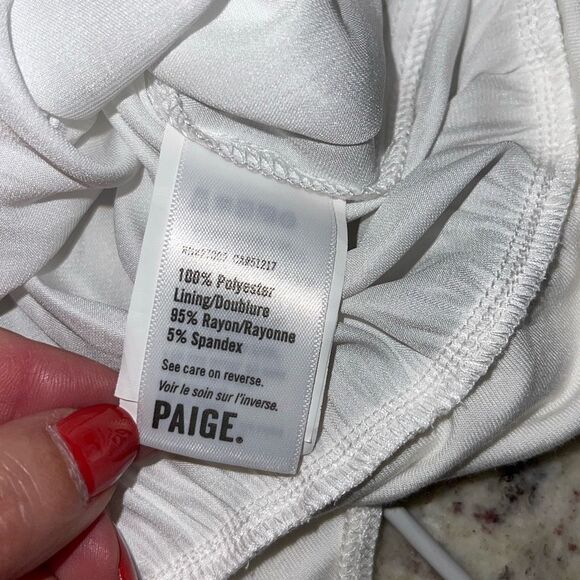 CA851217
100% Polyester
Lining/Doublure
95% Rayon/Rayonne
5% Spandex
See care on reverse.
Voir le soin sur l'inverse.
PAIGE.